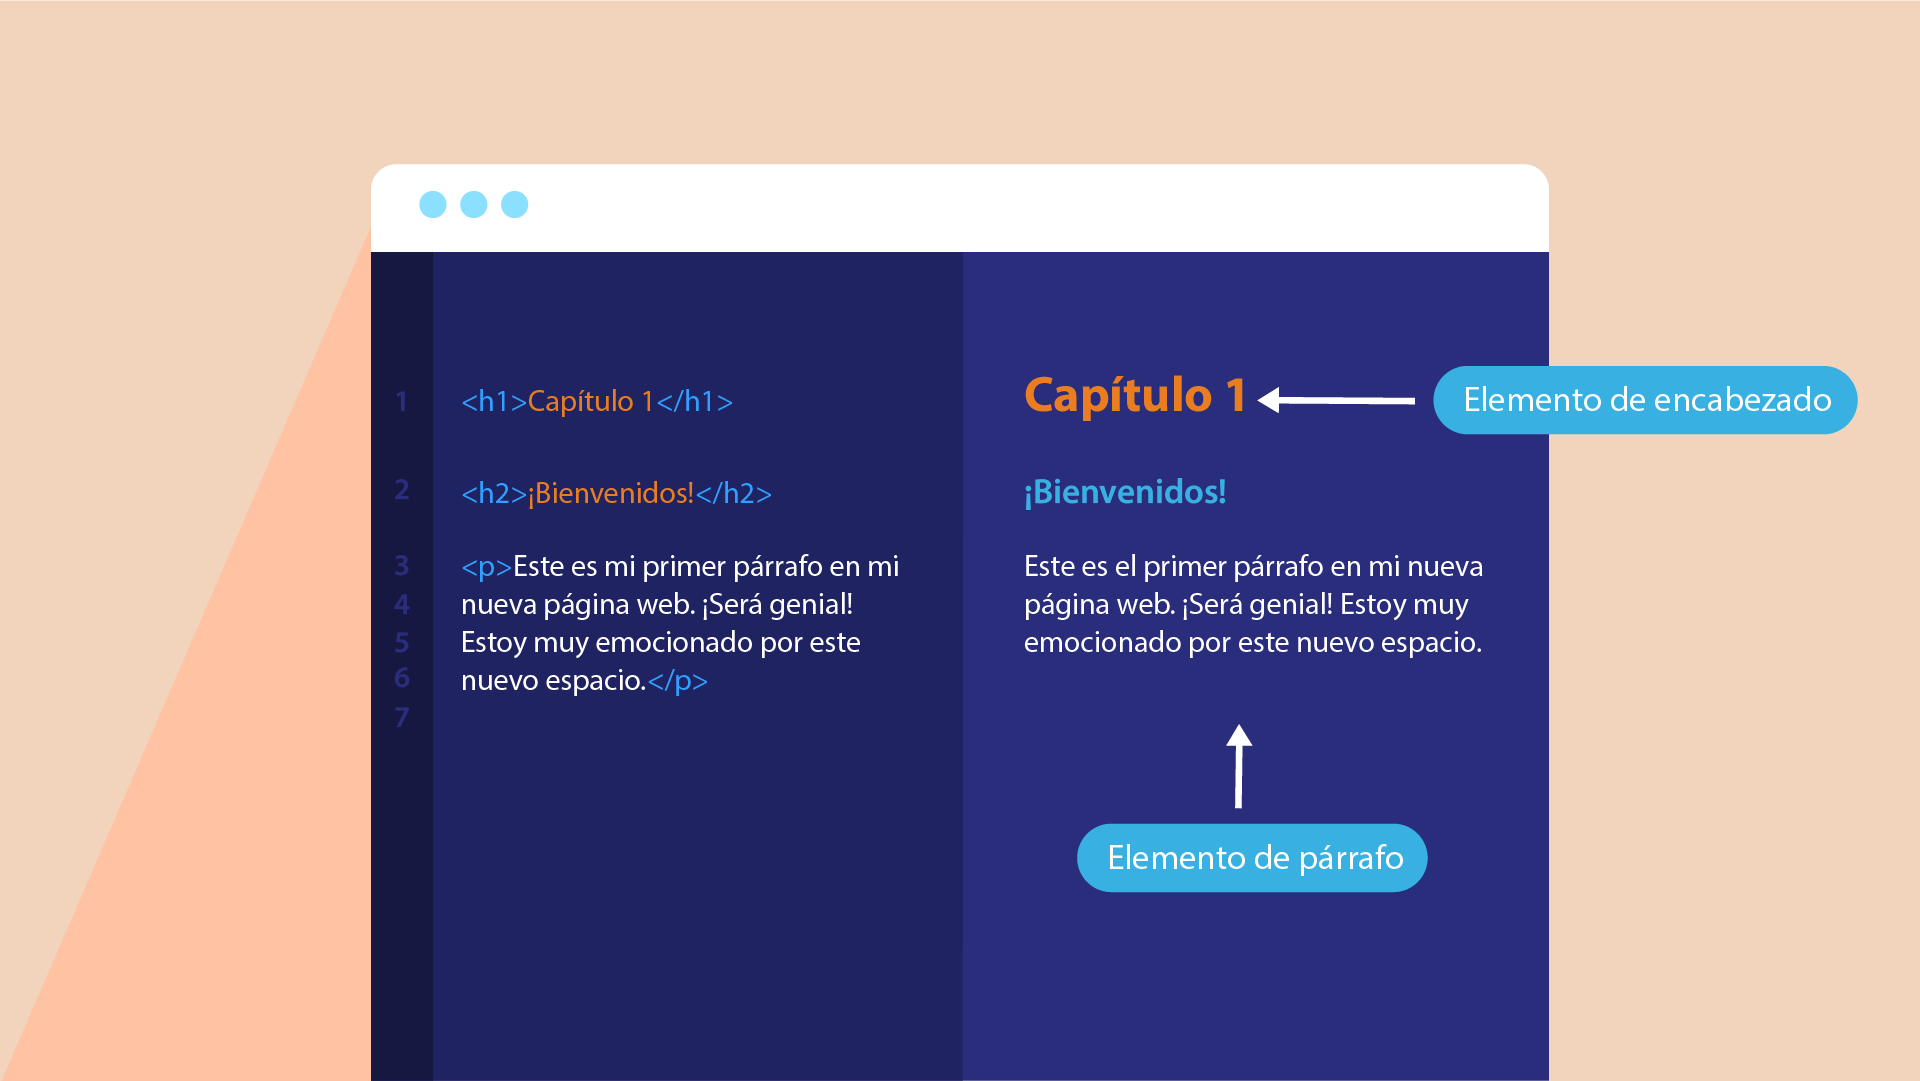 1
<h1>Capítulo 1</h1>
2
<h2>¡Bienvenidos!</h2>
3
<p>Este es mi primer párrafo en mi
4
nueva página web. ¡Será genial!
5
Estoy muy emocionado por este
6
nuevo espacio.</p>
7
Capítulo 1
Elemento de encabezado
¡Bienvenidos!
Este es el primer párrafo en mi nueva
página web. ¡Será genial! Estoy muy
emocionado por este nuevo espacio.
Elemento de párrafo